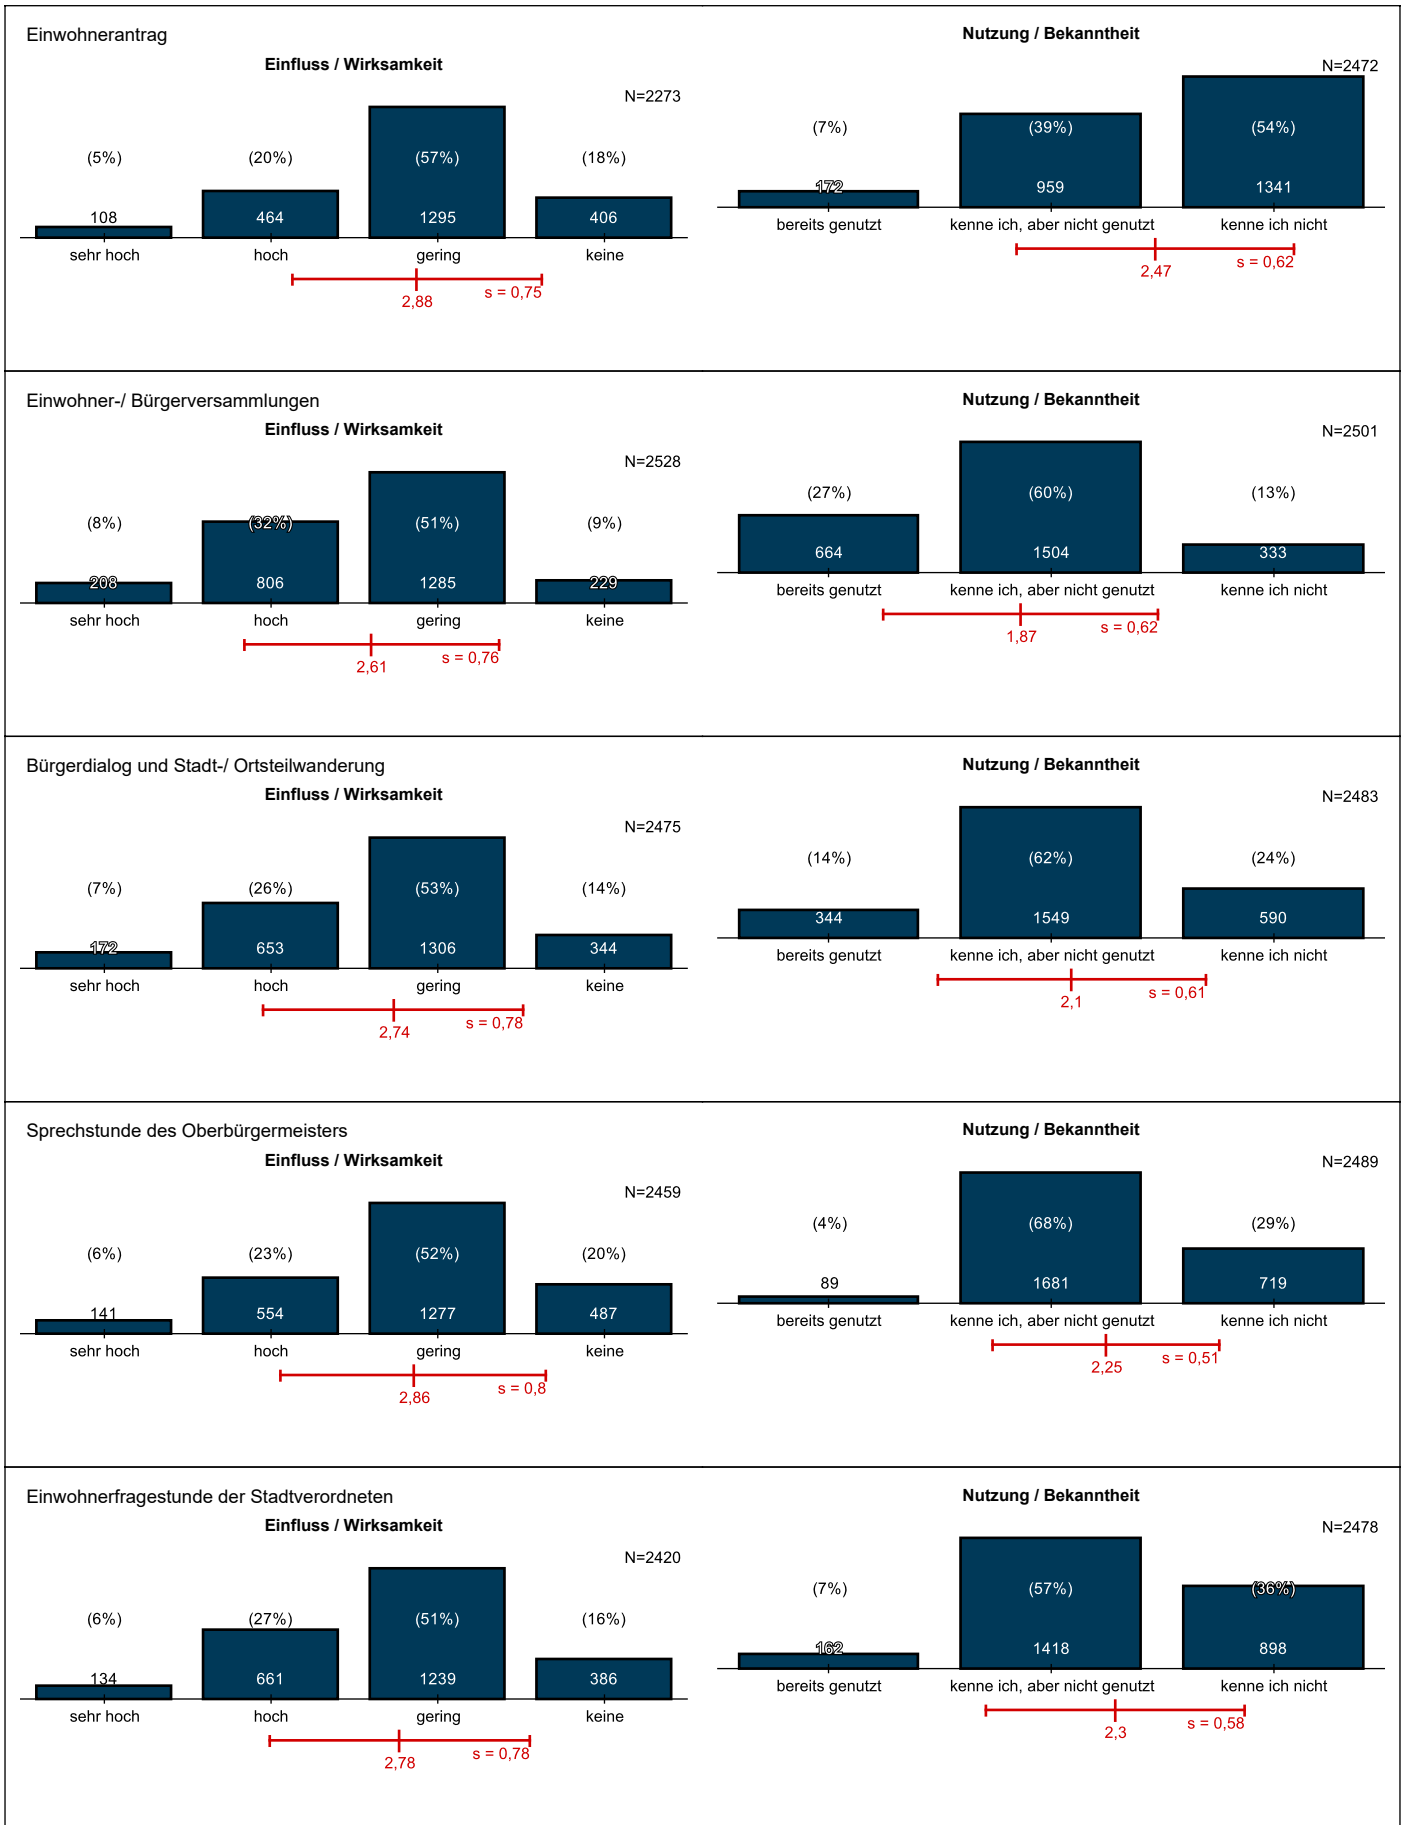 Einwohnerantrag
Einfluss / Wirksamkeit
N=2273
(5%) (20%) (57%) (18%)
108 464 1295 406
sehr hoch hoch gering keine
2,88 s = 0,75
Nutzung / Bekanntheit
N=2472
(7%) (39%) (54%)
172 959 1341
bereits genutzt kenne ich, aber nicht genutzt kenne ich nicht
2,47 s = 0,62
Einwohner-/ Bürgerversammlungen
Einfluss / Wirksamkeit
N=2528
(8%) (32%) (51%) (9%)
208 806 1285 229
sehr hoch hoch gering keine
2,61 s = 0,76
Nutzung / Bekanntheit
N=2501
(27%) (60%) (13%)
664 1504 333
bereits genutzt kenne ich, aber nicht genutzt kenne ich nicht
1,87 s = 0,62
Bürgerdialog und Stadt-/ Ortsteilwanderung
Einfluss / Wirksamkeit
N=2475
(7%) (26%) (53%) (14%)
172 653 1306 344
sehr hoch hoch gering keine
2,74 s = 0,78
Nutzung / Bekanntheit
N=2483
(14%) (62%) (24%)
344 1549 590
bereits genutzt kenne ich, aber nicht genutzt kenne ich nicht
2,1 s = 0,61
Sprechstunde des Oberbürgermeisters
Einfluss / Wirksamkeit
N=2459
(6%) (23%) (52%) (20%)
141 554 1277 487
sehr hoch hoch gering keine
2,86 s = 0,8
Nutzung / Bekanntheit
N=2489
(4%) (68%) (29%)
89 1681 719
bereits genutzt kenne ich, aber nicht genutzt kenne ich nicht
2,25 s = 0,51
Einwohnerfragestunde der Stadtverordneten
Einfluss / Wirksamkeit
N=2420
(6%) (27%) (51%) (16%)
134 661 1239 386
sehr hoch hoch gering keine
2,78 s = 0,78
Nutzung / Bekanntheit
N=2478
(7%) (57%) (36%)
162 1418 898
bereits genutzt kenne ich, aber nicht genutzt kenne ich nicht
2,3 s = 0,58